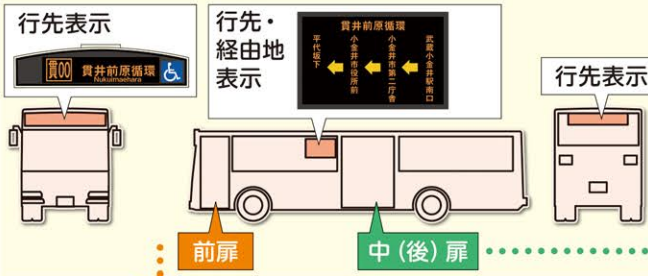 行先表示
貫00 貫井前原循環
Nukuimaehara
行先・
経由地
表示
貫井前原循環
武蔵小金井駅南口
小金井市第二庁舎
小金井市役所前
平代坂下
行先表示
前扉
中(後)扉